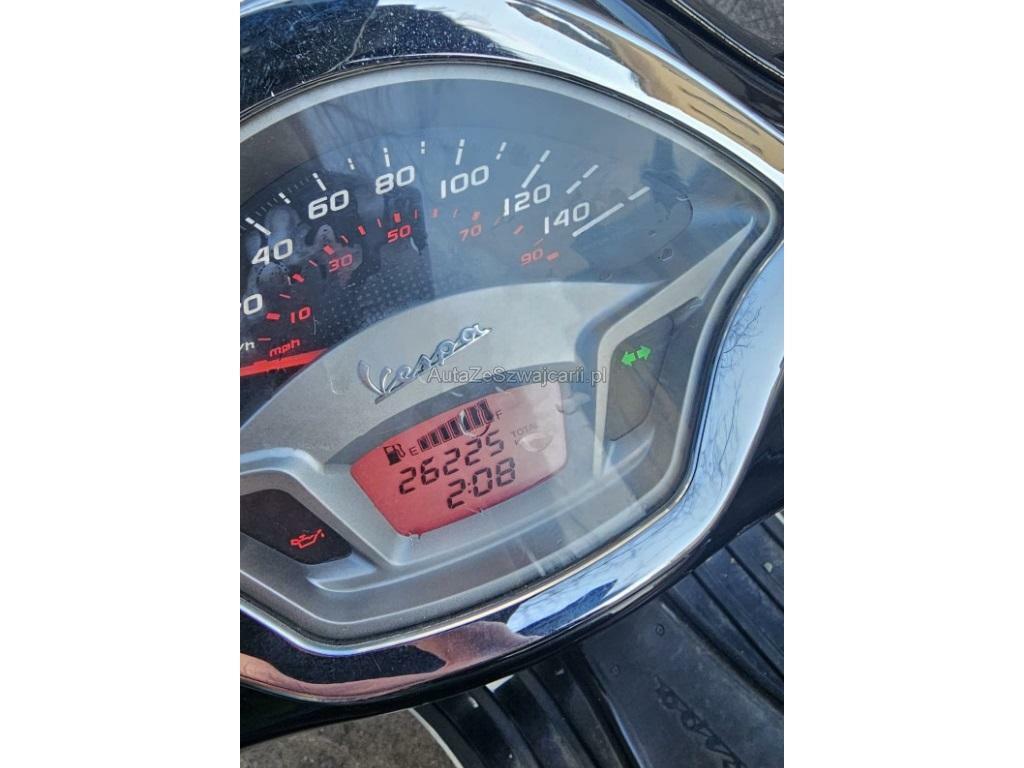 40 60 80 100 120 140
10 30 50 70 90
mph
Vespa
AutaZeSzwajcarii.pl
E F
26225 TOTAL
2:08